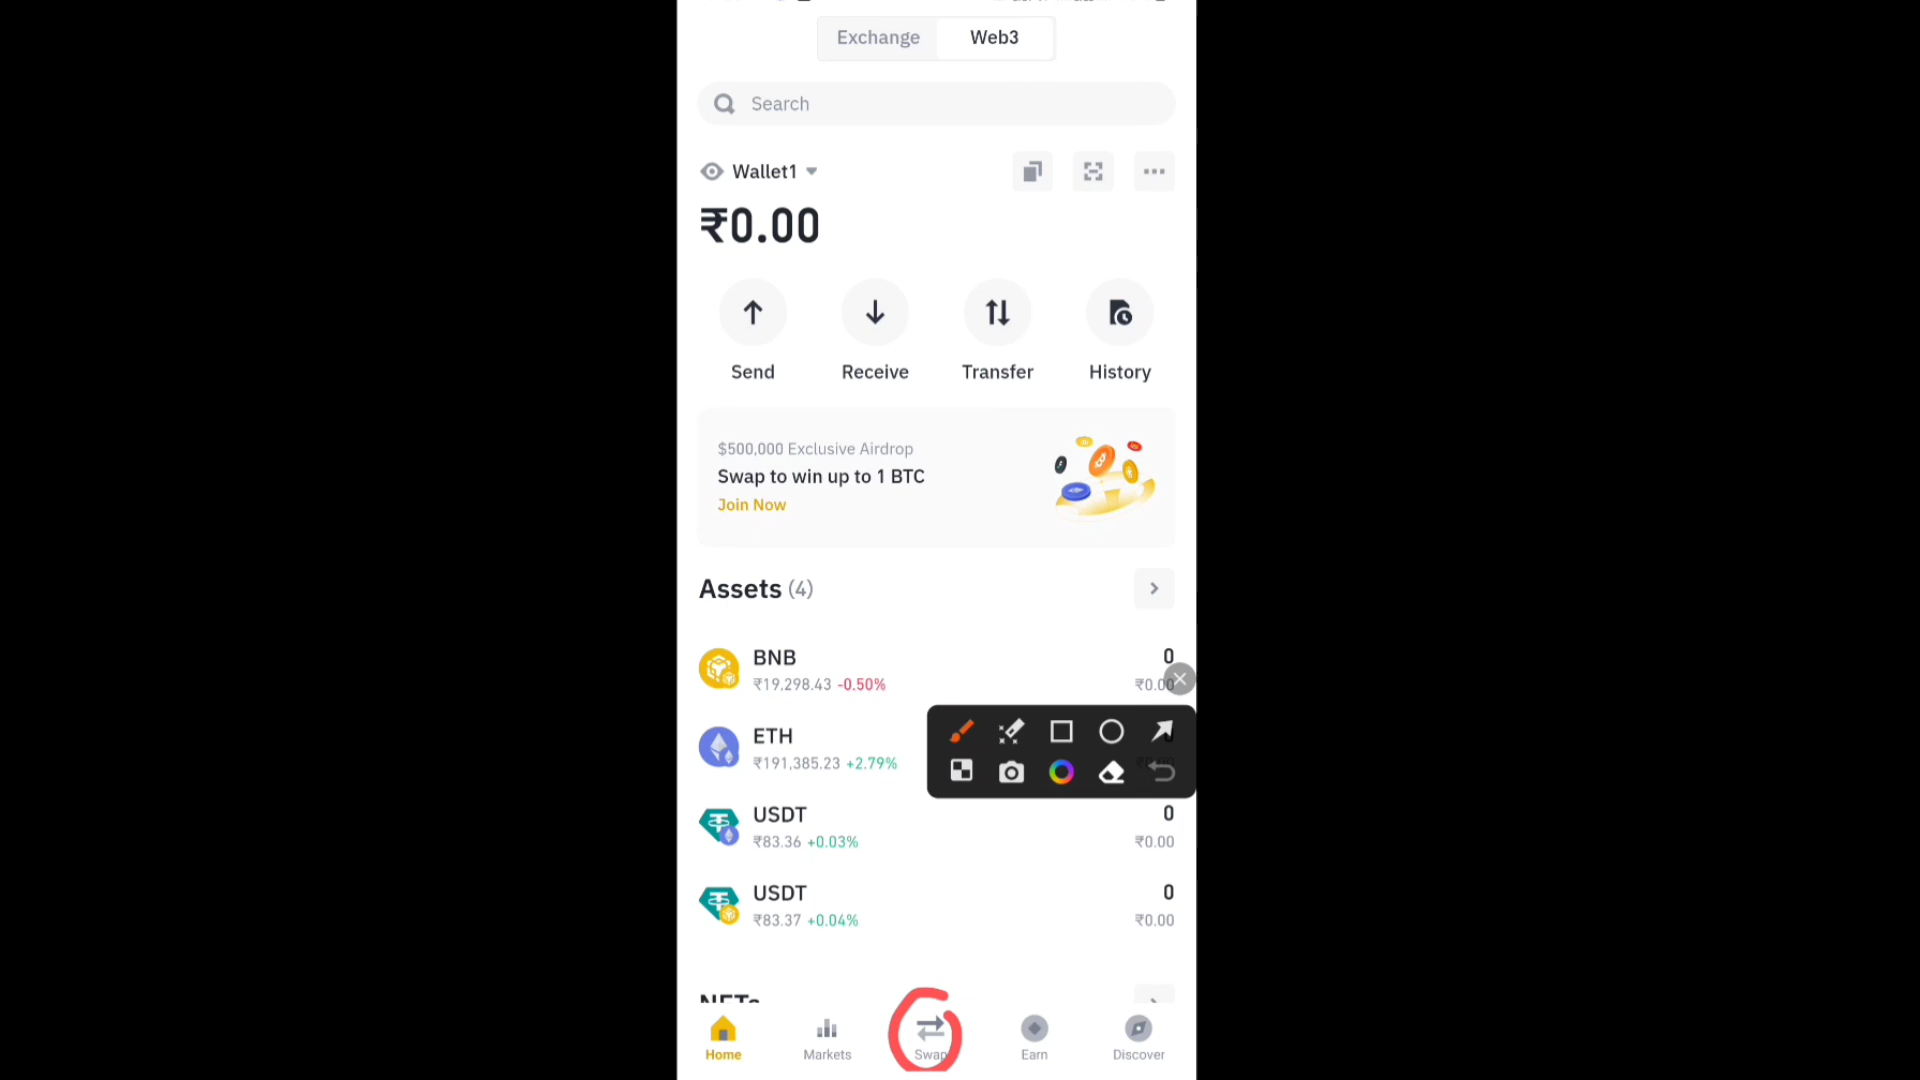 Exchange
Web3
Search
Wallet1
₹0.00
Send
Receive
Transfer
History
$500,000 Exclusive Airdrop
Swap to win up to 1 BTC
Join Now
Assets (4)
BNB
0
₹19,298.43 -0.50%
₹0.00
ETH
₹191,385.23 +2.79%
USDT
0
₹83.36 +0.03%
₹0.00
USDT
0
₹83.37 +0.04%
₹0.00
NFTs
Home
Markets
Swap
Earn
Discover